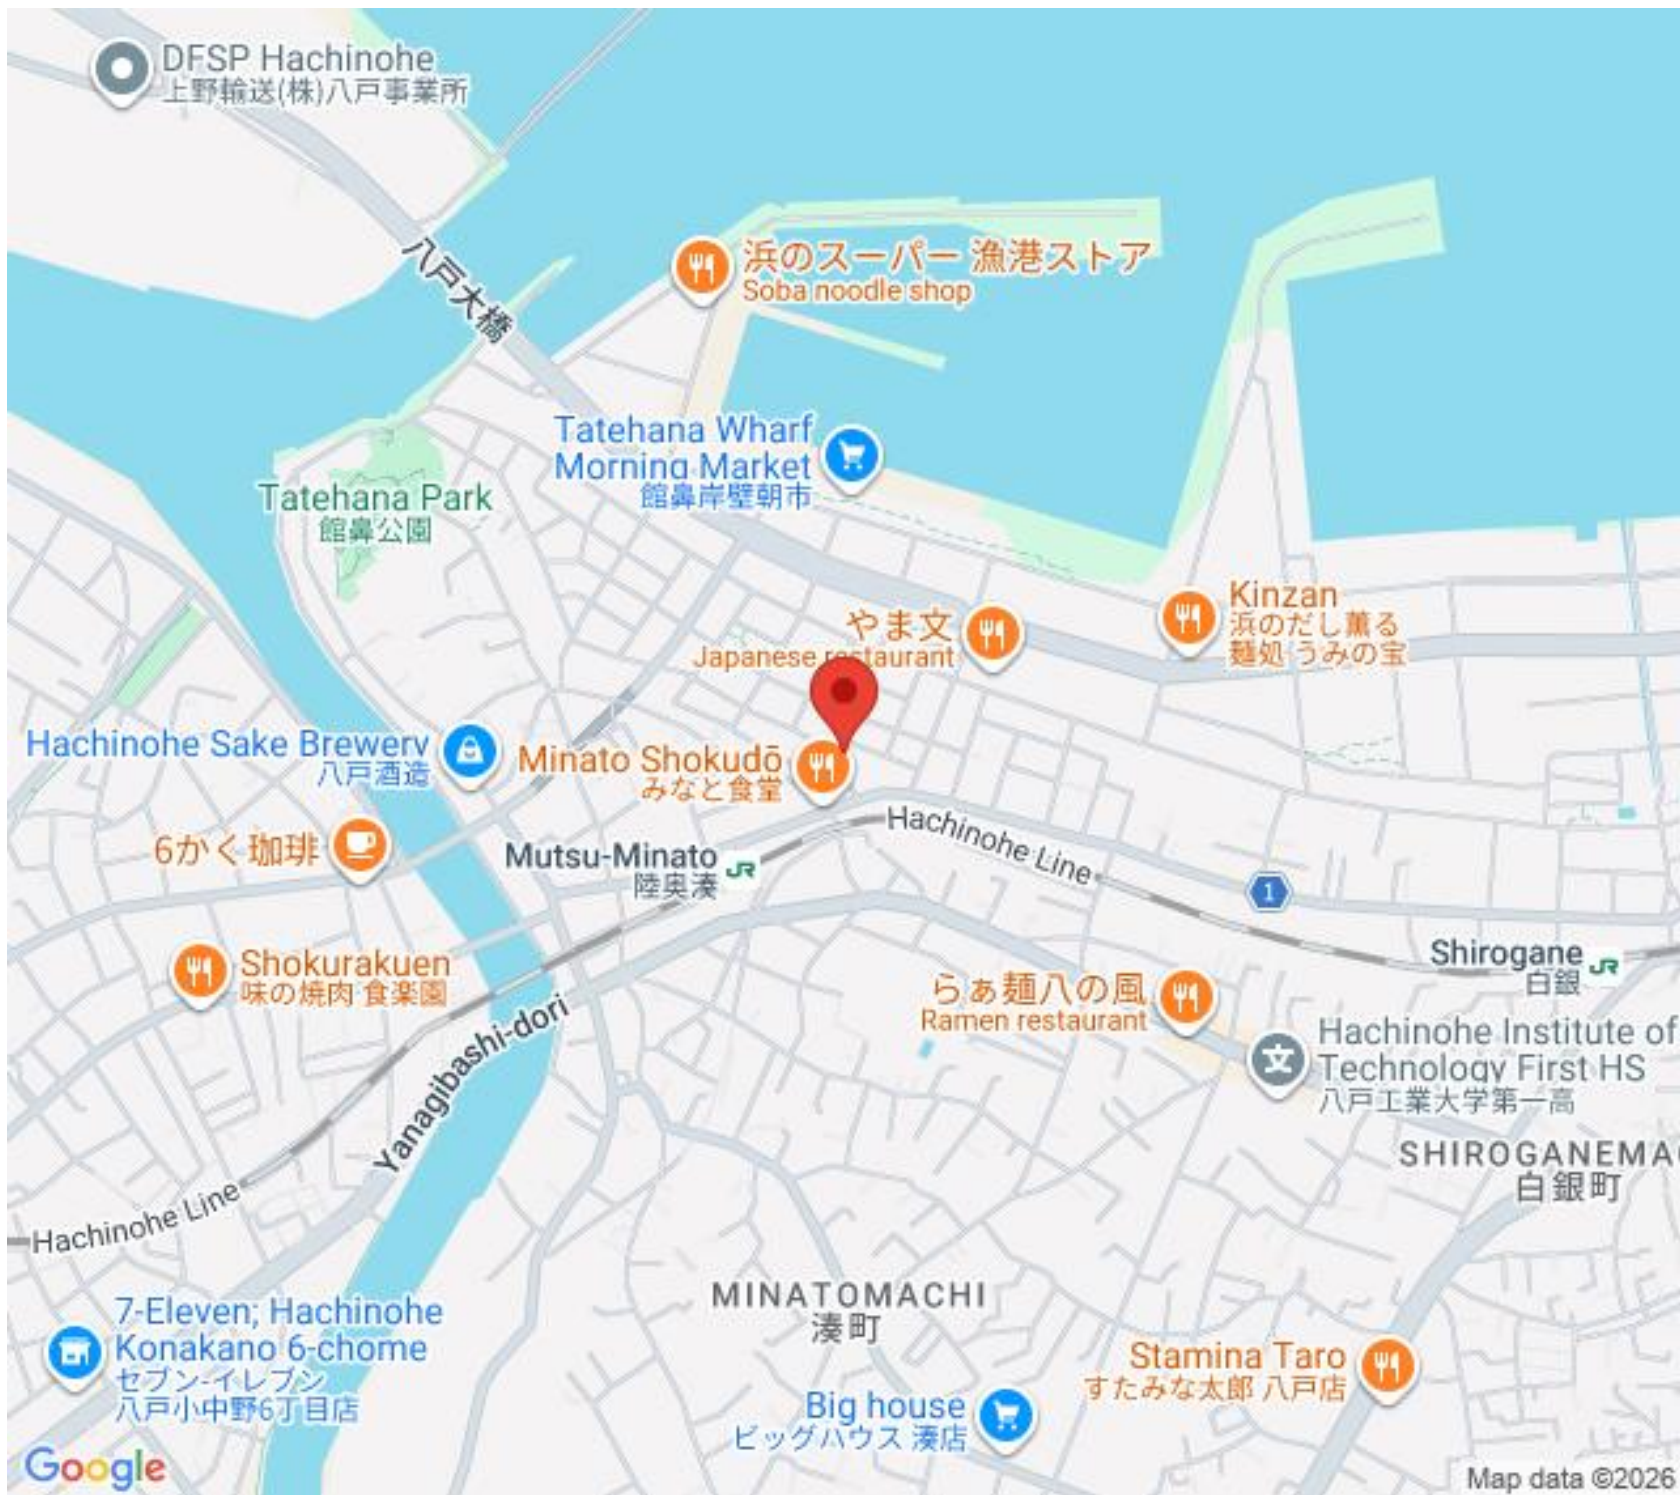 DFSP Hachinohe
上野輸送(株)八戸事業所
八戸大橋
浜のスーパー 漁港ストア
Soba noodle shop
Tatehana Wharf
Morning Market
館鼻岸壁朝市
Tatehana Park
館鼻公園
Kinzan
浜のだし薫る
麺処 うみの宝
やま文
Japanese restaurant
Hachinohe Sake Brewery
八戸酒造
Minato Shokudō
みなと食堂
6かく珈琲
Mutsu-Minato
陸奥湊
Hachinohe Line
1
Shokurakuen
味の焼肉 食楽園
Shirogane
白銀
らぁ麺八の風
Ramen restaurant
Hachinohe Institute of
Technology First HS
八戸工業大学第一高
Yanagibashi-dori
SHIROGANEMAC
白銀町
Hachinohe Line
MINATOMACHI
湊町
7-Eleven; Hachinohe
Konakano 6-chome
セブン-イレブン
八戸小中野6丁目店
Stamina Taro
すたみな太郎 八戸店
Big house
ビッグハウス 湊店
Google
Map data ©2026